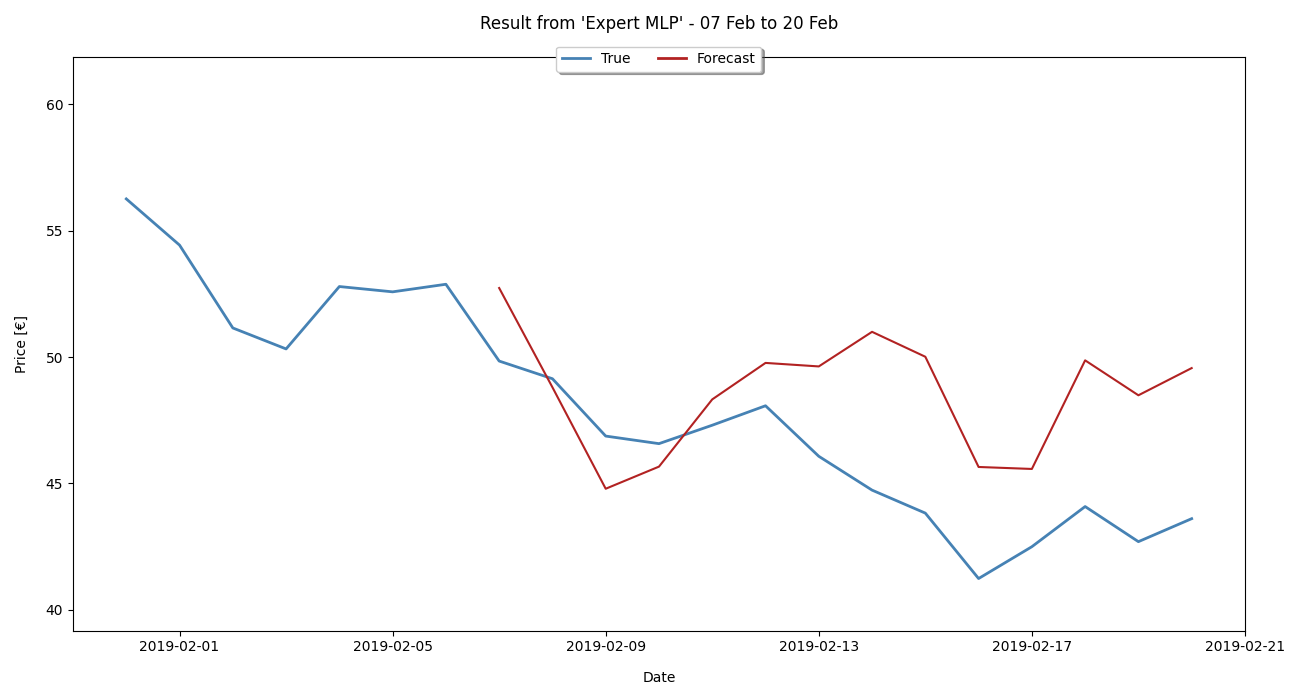 Result from 'Expert MLP' - 07 Feb to 20 Feb
True Forecast
60
55
50
45
40
Price [€]
2019-02-01 2019-02-05 2019-02-09 2019-02-13 2019-02-17 2019-02-21
Date